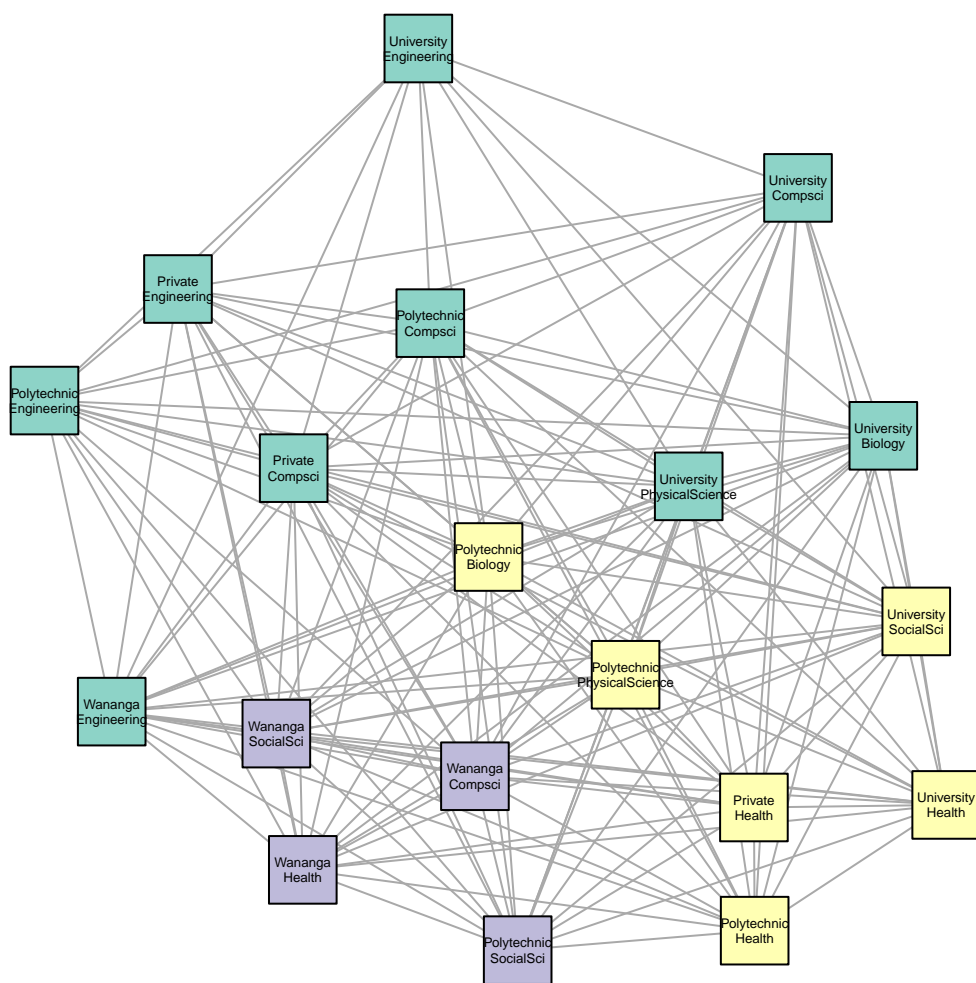 University
Engineering
University
Compsci
Private
Engineering
Polytechnic
Compsci
Polytechnic
Engineering
University
Biology
Private
Compsci
University
PhysicalScience
Polytechnic
Biology
University
SocialSci
Polytechnic
PhysicalScience
Wananga
Engineering
Wananga
SocialSci
Wananga
Compsci
Private
Health
University
Health
Wananga
Health
Polytechnic
Health
Polytechnic
SocialSci